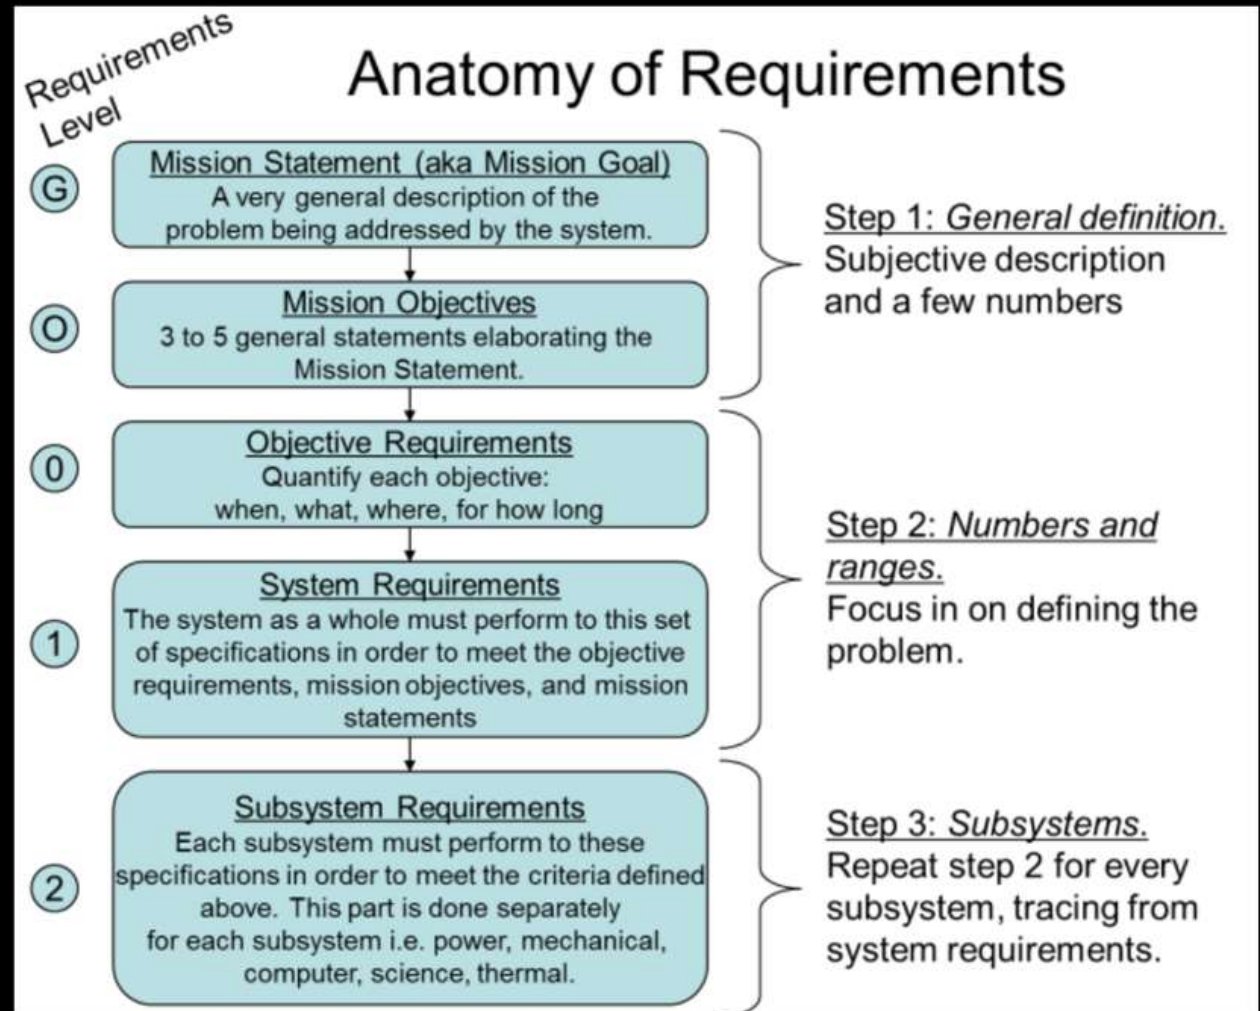 Requirements
Level
Anatomy of Requirements
G
Mission Statement (aka Mission Goal)
A very general description of the
problem being addressed by the system.
O
Mission Objectives
3 to 5 general statements elaborating the
Mission Statement.
Step 1: General definition.
Subjective description
and a few numbers
0
Objective Requirements
Quantify each objective:
when, what, where, for how long
1
System Requirements
The system as a whole must perform to this set
of specifications in order to meet the objective
requirements, mission objectives, and mission
statements
Step 2: Numbers and
ranges.
Focus in on defining the
problem.
2
Subsystem Requirements
Each subsystem must perform to these
specifications in order to meet the criteria defined
above. This part is done separately
for each subsystem i.e. power, mechanical,
computer, science, thermal.
Step 3: Subsystems.
Repeat step 2 for every
subsystem, tracing from
system requirements.